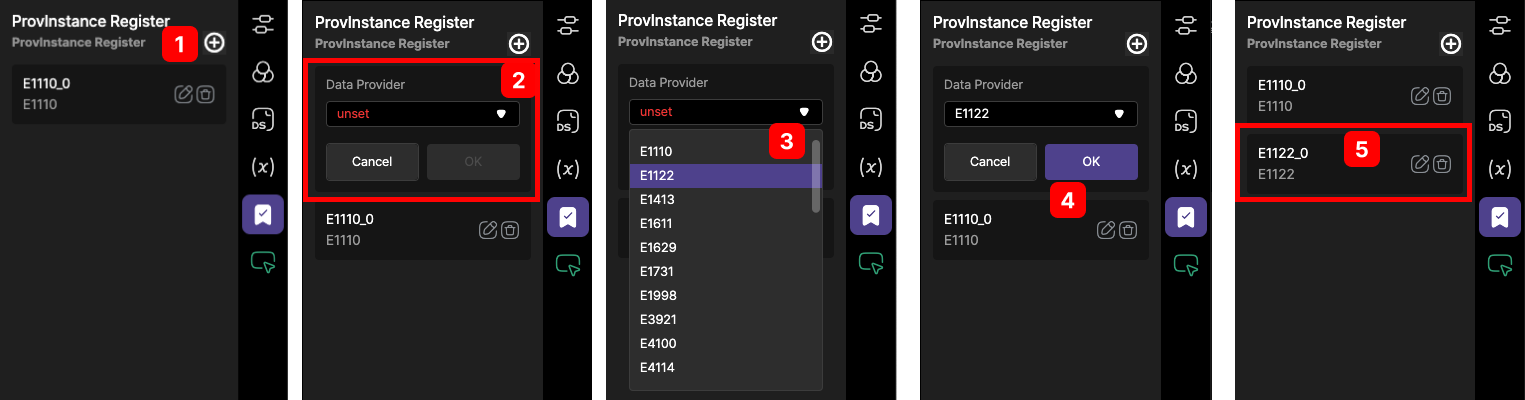 ProvInstance Register
ProvInstance Register
1
E1110_0
E1110
DS
(x)
ProvInstance Register
ProvInstance Register
2
Data Provider
unset
Cancel
OK
E1110_0
E1110
DS
(x)
ProvInstance Register
ProvInstance Register
Data Provider
unset
3
E1110
E1122
E1413
E1611
E1629
E1731
E1998
E3921
E4100
E4114
DS
(x)
ProvInstance Register
ProvInstance Register
Data Provider
E1122
Cancel
OK
4
E1110_0
E1110
DS
(x)
ProvInstance Register
ProvInstance Register
E1110_0
E1110
5
E1122_0
E1122
DS
(x)